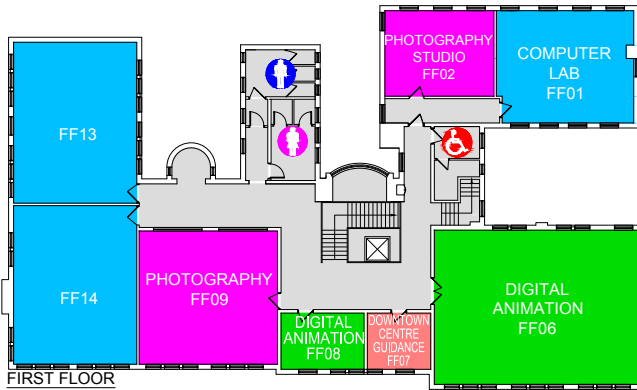 PHOTOGRAPHY
STUDIO
FF02
COMPUTER
LAB
FF01
FF13
FF14
PHOTOGRAPHY
FF09
DIGITAL
ANIMATION
FF08
DOWNTOWN
CENTRE
GUIDANCE
FF07
DIGITAL
ANIMATION
FF06
FIRST FLOOR